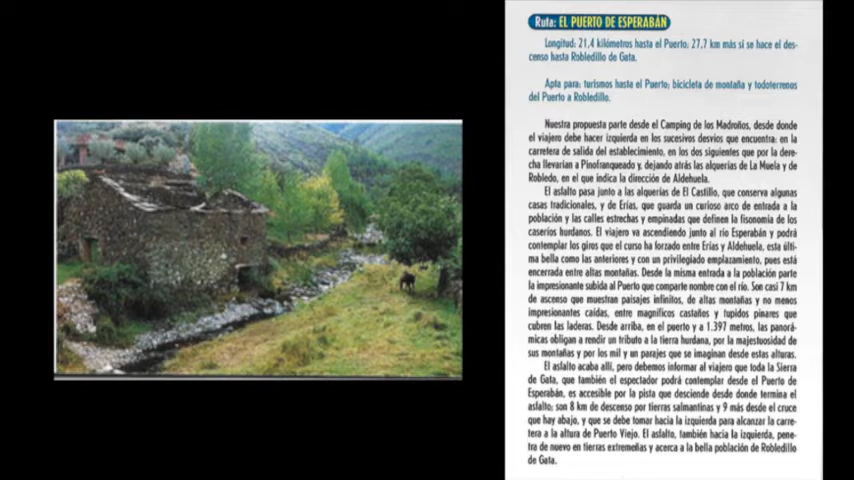 Ruta: EL PUERTO DE ESPERABÁN
Longitud: 21,4 kilómetros hasta el Puerto; 27,7 km más si se hace el des-
censo hasta Robledillo de Gata.
Apta para: turismos hasta el Puerto; bicicleta de montaña y todoterrenos
del Puerto a Robledillo.
Nuestra propuesta parte desde el Camping de los Madroños, desde donde
el viajero debe hacer izquierda en los sucesivos desvíos que encuentra: en la
carretera de salida del establecimiento, en los dos siguientes que por la dere-
cha llevarían a Pinofranqueado y, dejando atrás las alquerías de La Muela y de
Robledo, en el que indica la dirección de Aldehuela.
El asfalto pasa junto a las alquerías de El Castillo, que conserva algunas
casas tradicionales, y de Erías, que guarda un curioso arco de entrada a la
población y las calles estrechas y empinadas que definen la fisonomía de los
caseríos hurdanos. El viajero va ascendiendo junto al río Esperabán y podrá
contemplar los giros que el curso ha forzado entre Erías y Aldehuela, esta últi-
ma bella como las anteriores y con un privilegiado emplazamiento, pues está
encerrada entre altas montañas. Desde la misma entrada a la población parte
la impresionante subida al Puerto que comparte nombre con el río. Son casi 7 km
de ascenso que muestran paisajes infinitos, de altas montañas y no menos
impresionantes caídas, entre magníficos castaños y tupidos pinares que
cubren las laderas. Desde arriba, en el puerto y a 1.397 metros, las panorá-
micas obligan a rendir un tributo a la tierra hurdana, por la majestuosidad de
sus montañas y por los mil y un parajes que se imaginan desde estas alturas.
El asfalto acaba allí, pero debemos informar al viajero que toda la Sierra
de Gata, que también el espectador podrá contemplar desde el Puerto de
Esperabán, es accesible por la pista que desciende desde donde termina el
asfalto; son 8 km de descenso por tierras salmantinas y 9 más desde el cruce
que hay abajo, y que se debe tomar hacia la izquierda para alcanzar la carre-
tera a la altura de Puerto Viejo. El asfalto, también hacia la izquierda, pene-
tra de nuevo en tierras extremeñas y acerca a la bella población de Robledillo
de Gata.